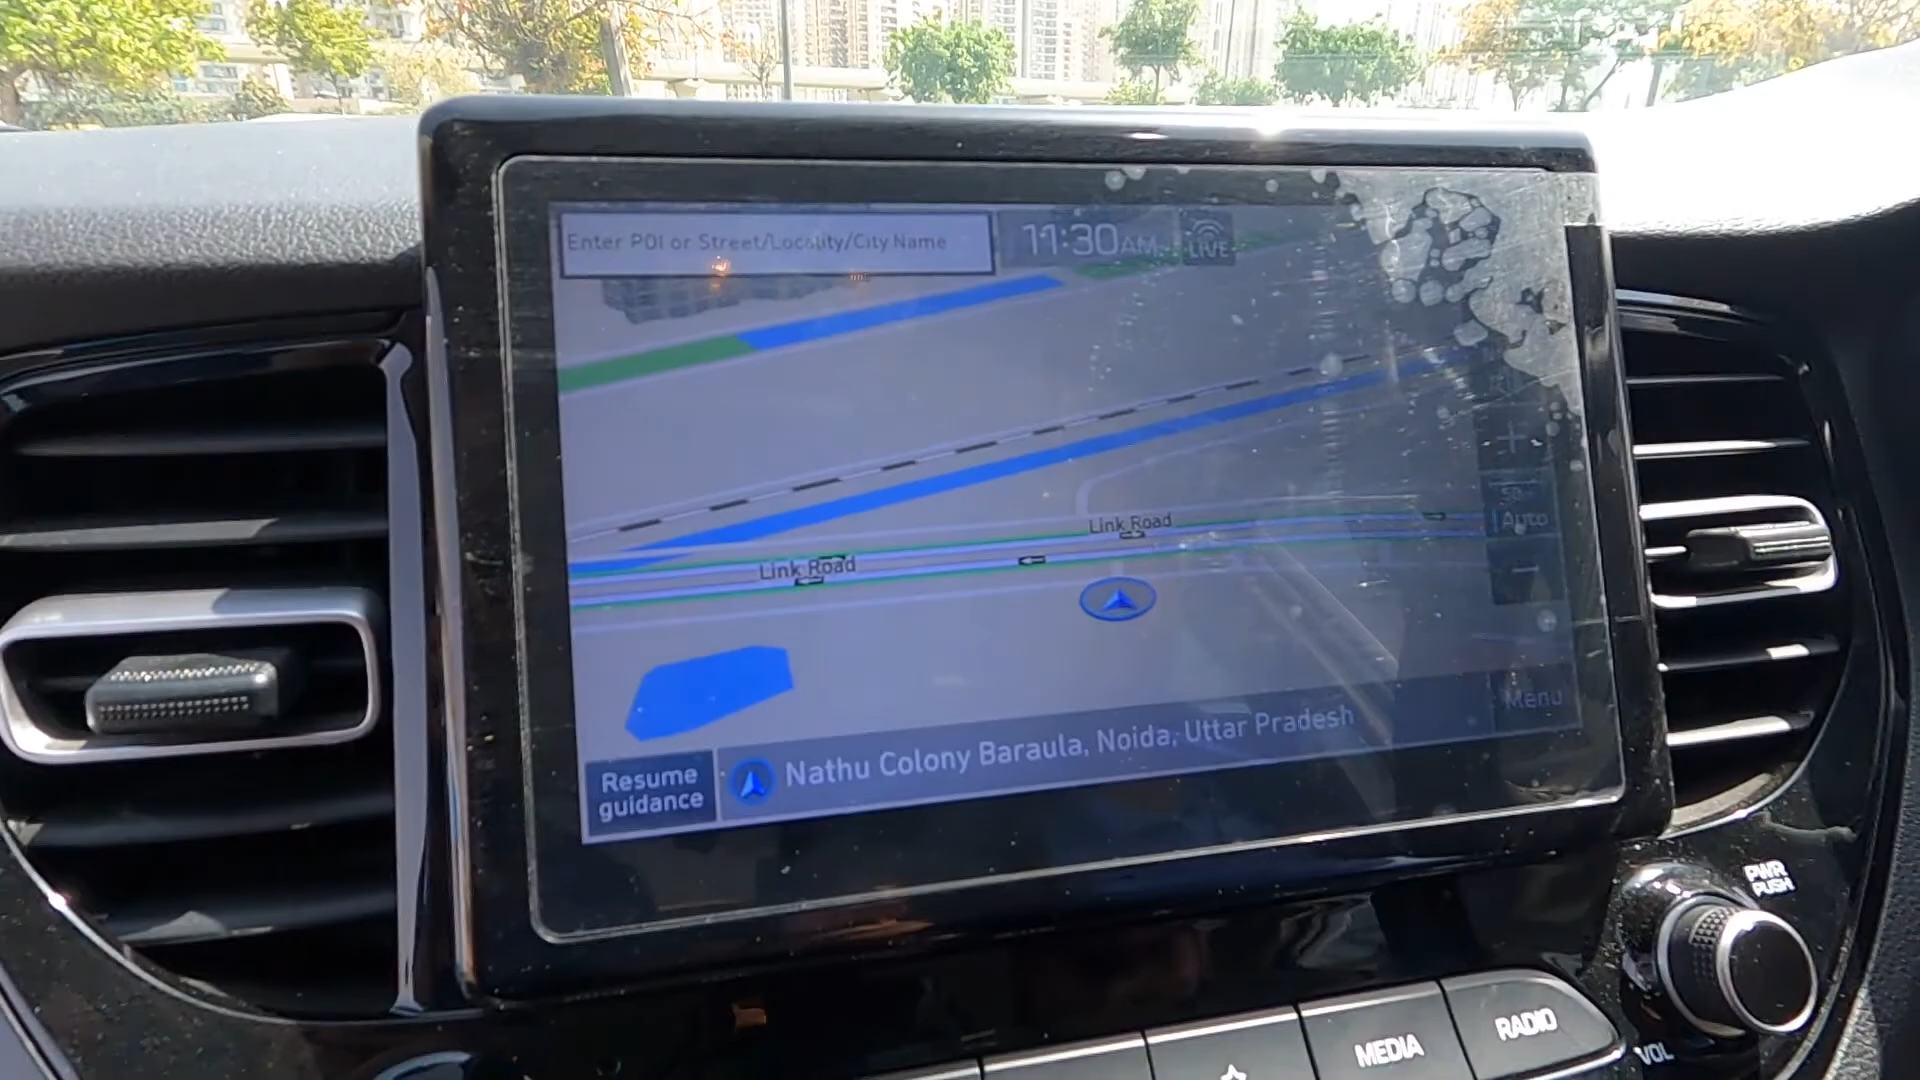 Enter POI or Street/Locality/City Name
11:30AM
LIVE
Link Road
Link Road
Auto
Menu
Resume
guidance
Nathu Colony Baraula, Noida, Uttar Pradesh
PWR
PUSH
VOL
MEDIA
RADIO